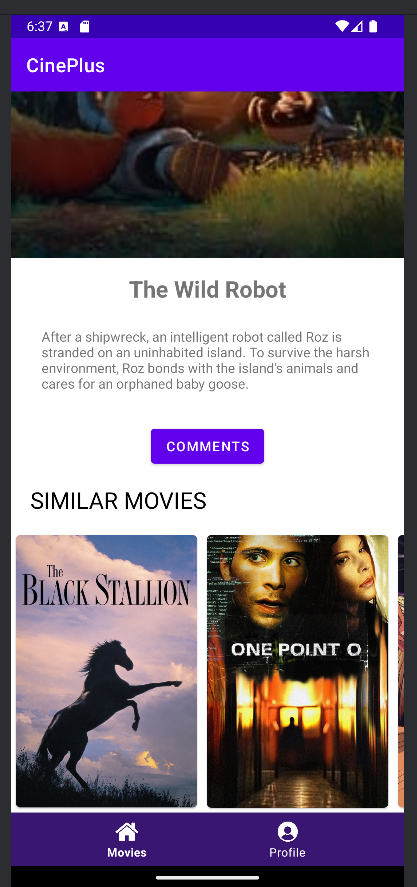 6:37
CinePlus
The Wild Robot
After a shipwreck, an intelligent robot called Roz is
stranded on an uninhabited island. To survive the harsh
environment, Roz bonds with the island's animals and
cares for an orphaned baby goose.
COMMENTS
SIMILAR MOVIES
The
BLACK STALLION
ONE POINT O
Movies
Profile